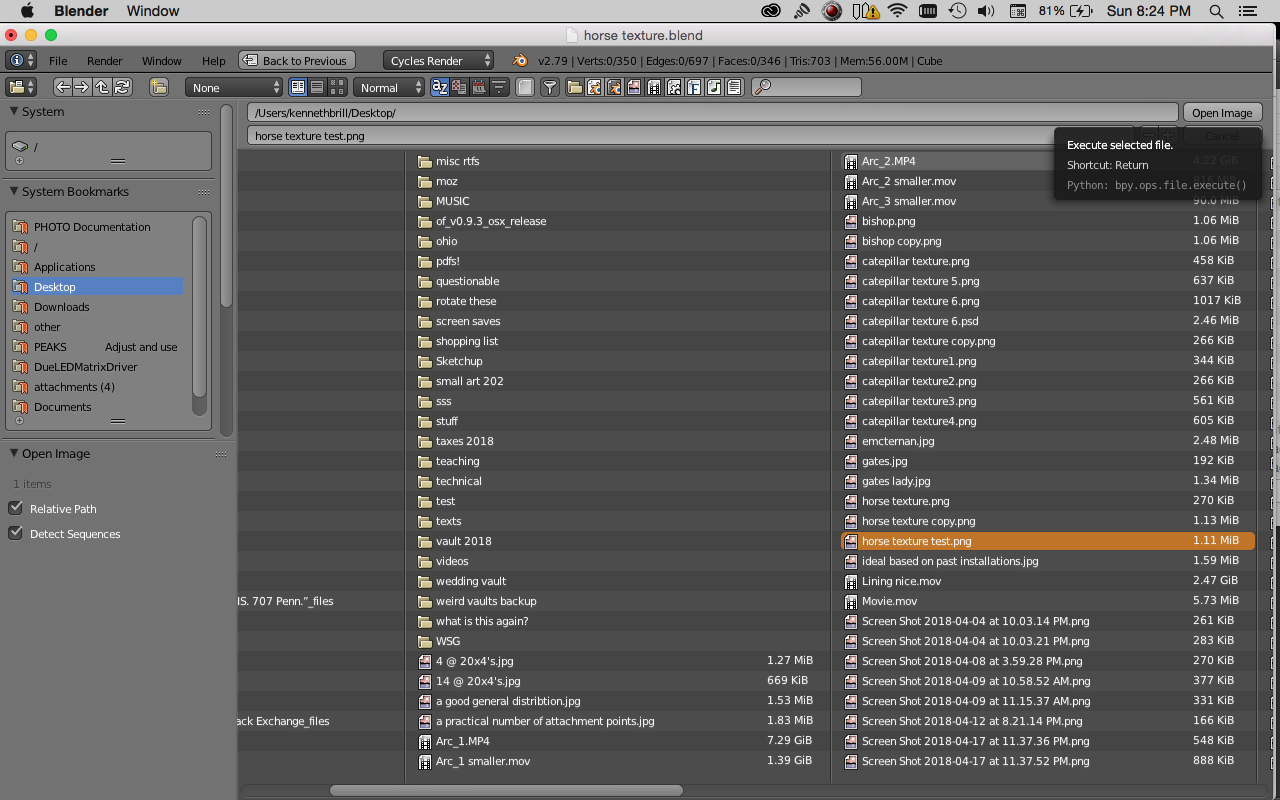 Blender Window 81% Sun 8:24 PM
horse texture.blend
File Render Window Help Back to Previous Cycles Render v2.79 | Verts:0/350 | Edges:0/697 | Faces:0/346 | Tris:703 | Mem:56.00M | Cube
None Normal
System
/
System Bookmarks
PHOTO Documentation
/
Applications
Desktop
Downloads
other
PEAKS Adjust and use
DueLEDMatrixDriver
attachments (4)
Documents
Open Image
1 items
Relative Path
Detect Sequences
/Users/kennethbrill/Desktop/ Open Image
horse texture test.png Cancel
Execute selected file.
Shortcut: Return
Python: bpy.ops.file.execute()
IS. 707 Penn."_files
ack Exchange_files
misc rtfs
moz
MUSIC
of_v0.9.3_osx_release
ohio
pdfs!
questionable
rotate these
screen saves
shopping list
Sketchup
small art 202
sss
stuff
taxes 2018
teaching
technical
test
texts
vault 2018
videos
wedding vault
weird vaults backup
what is this again?
WSG
4 @ 20x4's.jpg 1.27 MiB
14 @ 20x4's.jpg 669 KiB
a good general distribtion.jpg 1.53 MiB
a practical number of attachment points.jpg 1.83 MiB
Arc_1.MP4 7.29 GiB
Arc_1 smaller.mov 1.39 GiB
Arc_2.MP4 4.22 GiB
Arc_2 smaller.mov
Arc_3 smaller.mov 90.0 MiB
bishop.png 1.06 MiB
bishop copy.png 1.06 MiB
catepillar texture.png 458 KiB
catepillar texture 5.png 637 KiB
catepillar texture 6.png 1017 KiB
catepillar texture 6.psd 2.46 MiB
catepillar texture copy.png 266 KiB
catepillar texture1.png 344 KiB
catepillar texture2.png 266 KiB
catepillar texture3.png 561 KiB
catepillar texture4.png 605 KiB
emcternan.jpg 2.48 MiB
gates.jpg 192 KiB
gates lady.jpg 1.34 MiB
horse texture.png 270 KiB
horse texture copy.png 1.13 MiB
horse texture test.png 1.11 MiB
ideal based on past installations.jpg 1.59 MiB
Lining nice.mov 2.47 GiB
Movie.mov 5.73 MiB
Screen Shot 2018-04-04 at 10.03.14 PM.png 261 KiB
Screen Shot 2018-04-04 at 10.03.21 PM.png 283 KiB
Screen Shot 2018-04-08 at 3.59.28 PM.png 270 KiB
Screen Shot 2018-04-09 at 10.58.52 AM.png 377 KiB
Screen Shot 2018-04-09 at 11.15.37 AM.png 331 KiB
Screen Shot 2018-04-12 at 8.21.14 PM.png 166 KiB
Screen Shot 2018-04-17 at 11.37.36 PM.png 548 KiB
Screen Shot 2018-04-17 at 11.37.52 PM.png 888 KiB